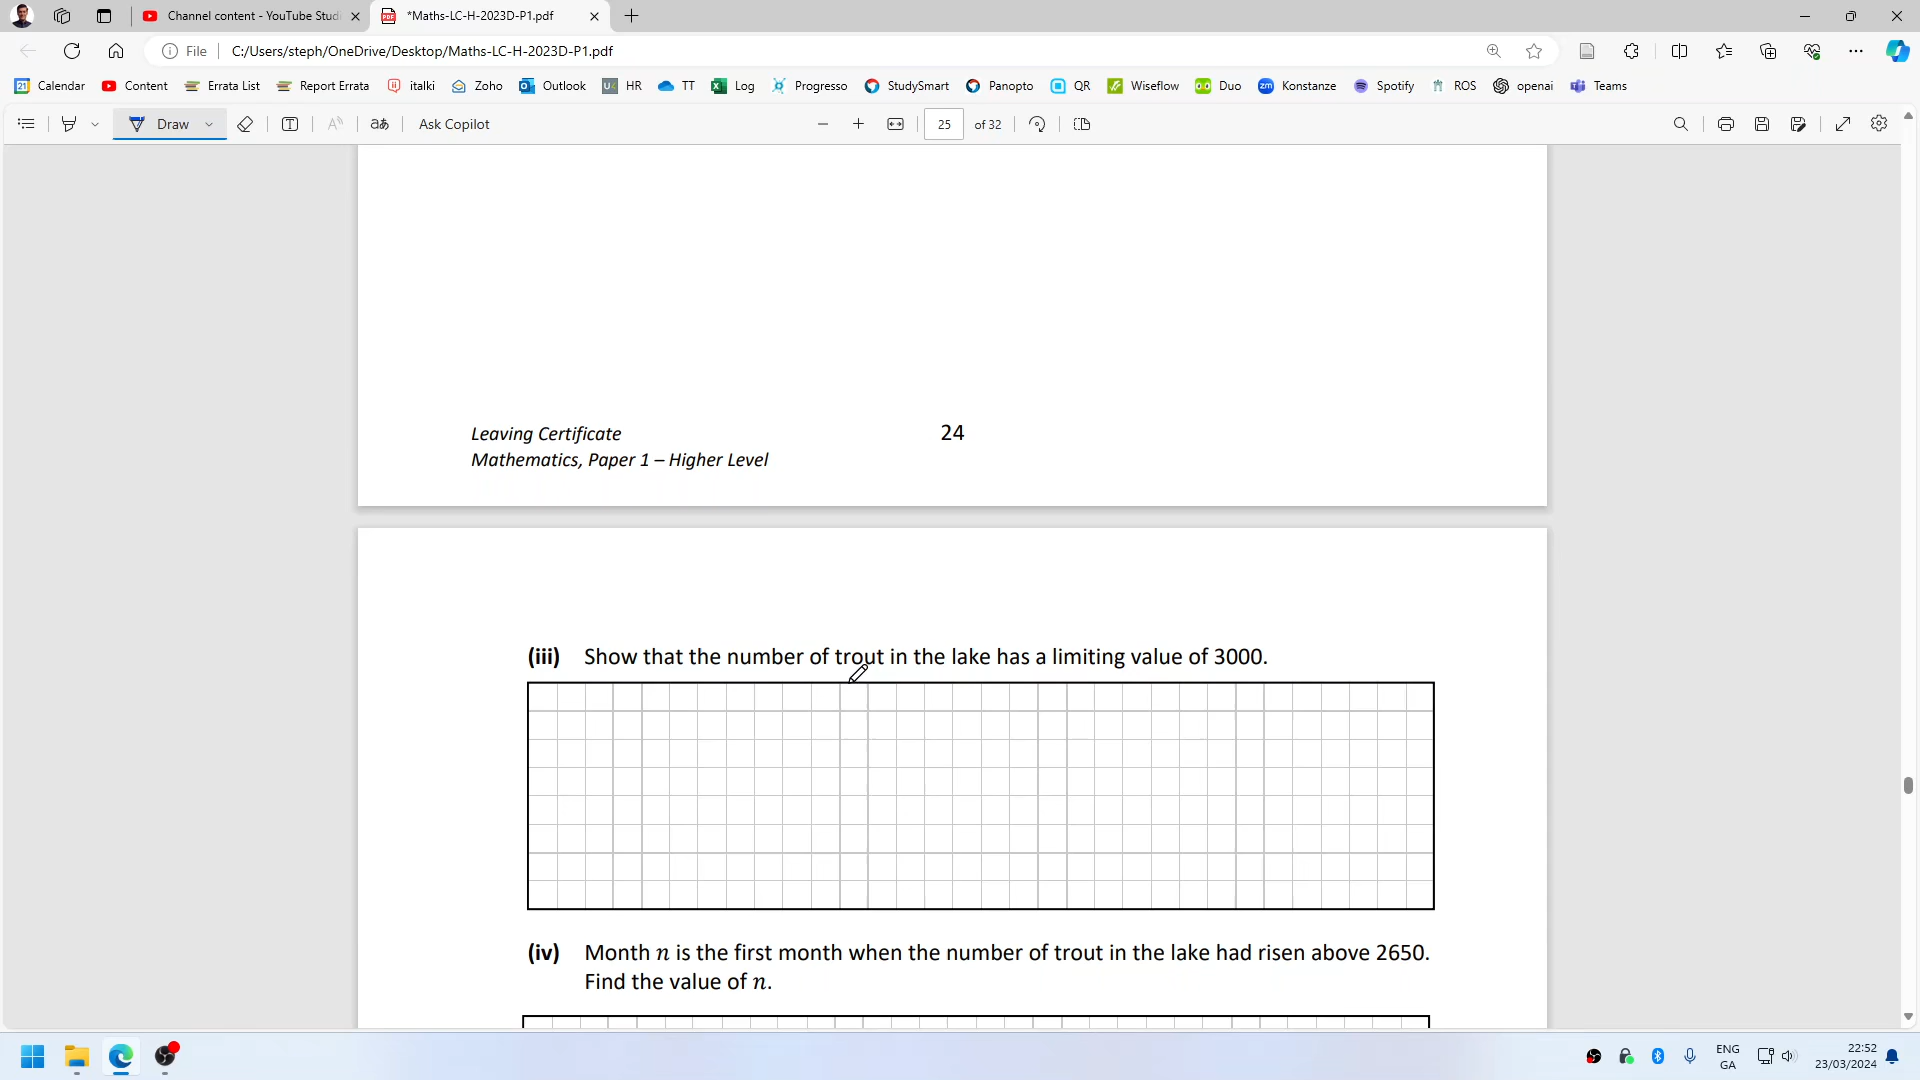 Channel content - YouTube Stud
*Maths-LC-H-2023D-P1.pdf
File
C:/Users/steph/OneDrive/Desktop/Maths-LC-H-2023D-P1.pdf
Calendar Content Errata List Report Errata italki Zoho Outlook HR TT Log Progresso StudySmart Panopto QR Wiseflow Duo Konstanze Spotify ROS openai Teams
Draw Ask Copilot 25 of 32
Leaving Certificate 24
Mathematics, Paper 1 – Higher Level
(iii) Show that the number of trout in the lake has a limiting value of 3000.
(iv) Month n is the first month when the number of trout in the lake had risen above 2650.
Find the value of n.
ENG 22:52
GA 23/03/2024